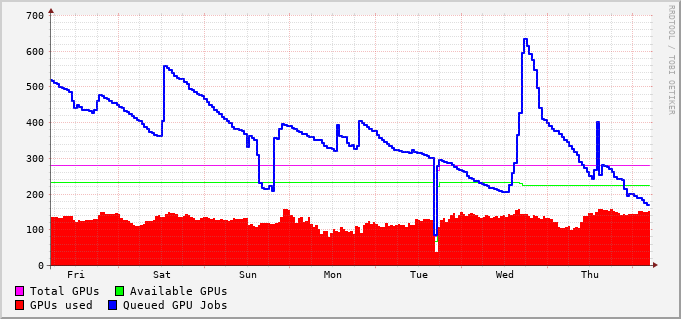 RRDTOOL / TOBI OETIKER
700
600
500
400
300
200
100
0
Fri Sat Sun Mon Tue Wed Thu
Total GPUs Available GPUs
GPUs used Queued GPU Jobs